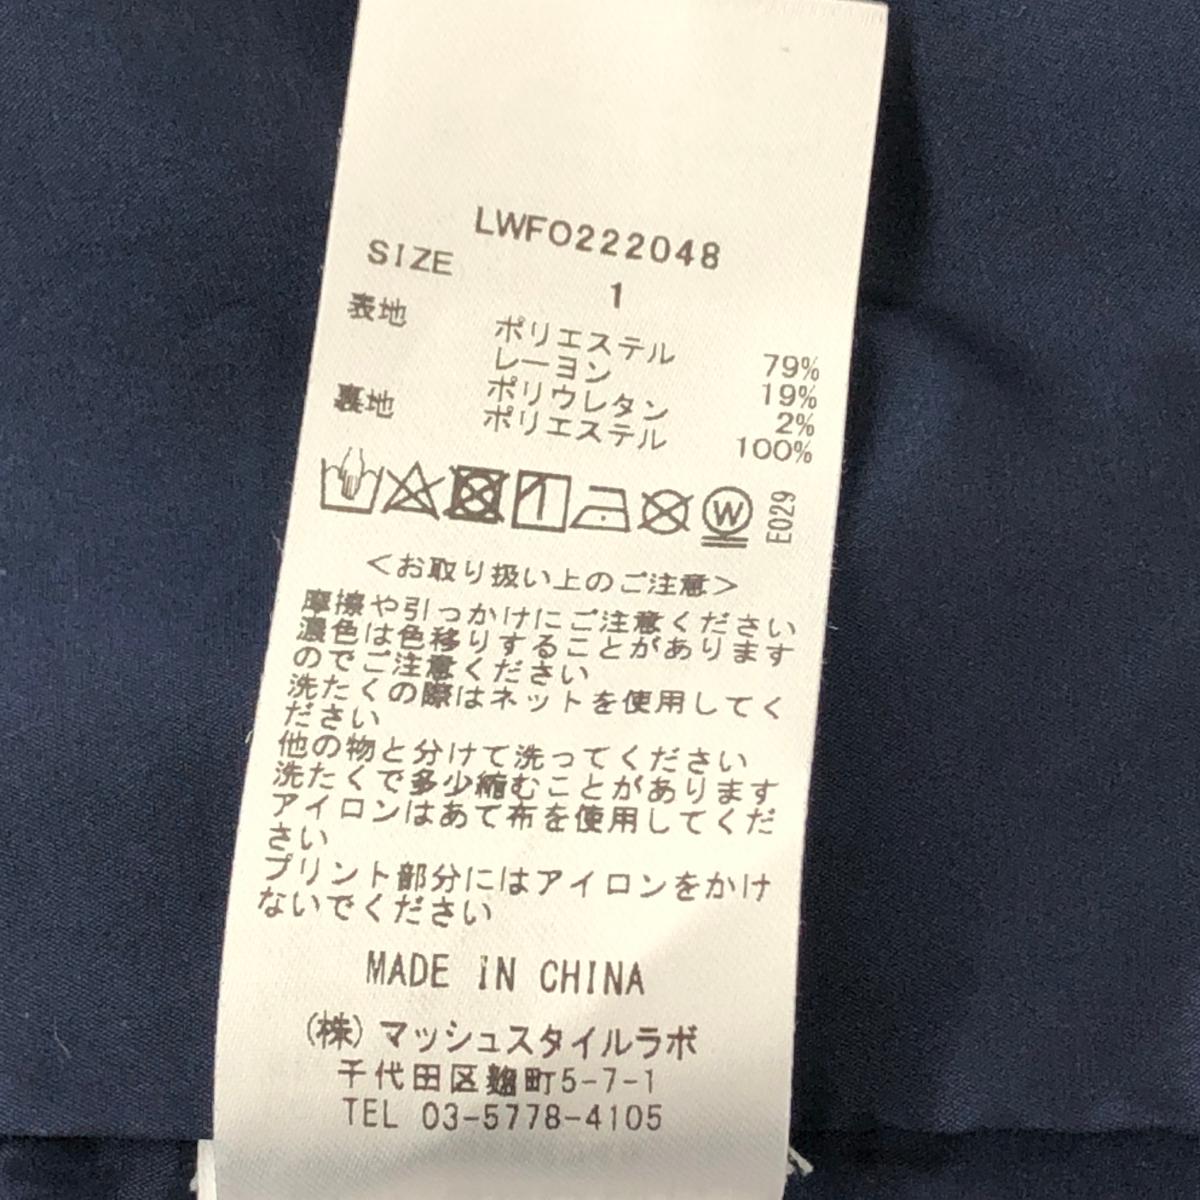 LWFO222048
SIZE
1
表地 ポリエステル 79%
レーヨン 19%
ポリウレタン 2%
裏地 ポリエステル 100%
W E029
<お取り扱い上のご注意>
摩擦や引っかけにご注意ください
濃色は色移りすることがあります
のでご注意ください
洗たくの際はネットを使用してく
ださい
他の物と分けて洗ってください
洗たくで多少縮むことがあります
アイロンはあて布を使用してくだ
さい
プリント部分にはアイロンをかけ
ないでください
MADE IN CHINA
(株)マッシュスタイルラボ
千代田区麹町5-7-1
TEL 03-5778-4105